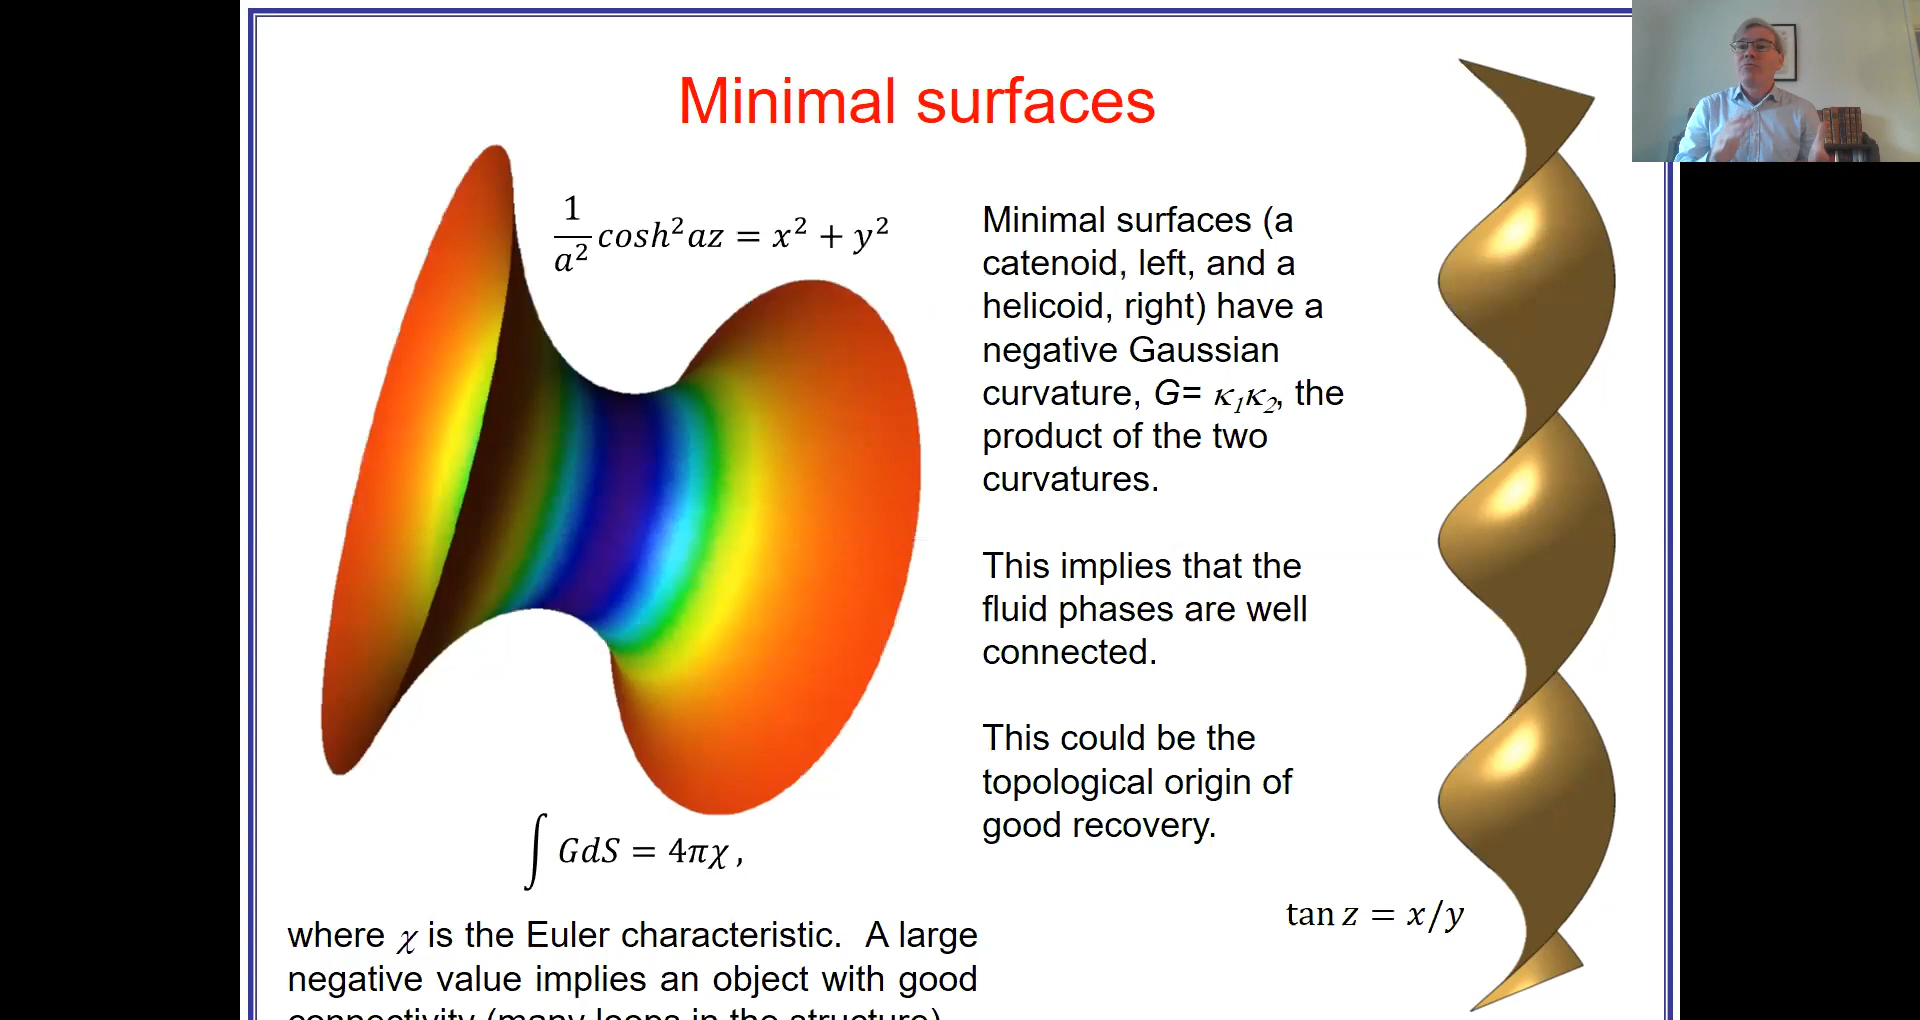 Minimal surfaces
1/a² cosh² az = x² + y²
Minimal surfaces (a
catenoid, left, and a
helicoid, right) have a
negative Gaussian
curvature, G= κ₁κ₂, the
product of the two
curvatures.
This implies that the
fluid phases are well
connected.
This could be the
topological origin of
good recovery.
∫ GdS = 4πχ,
tan z = x/y
where χ is the Euler characteristic. A large
negative value implies an object with good
connectivity (many loops in the structure)